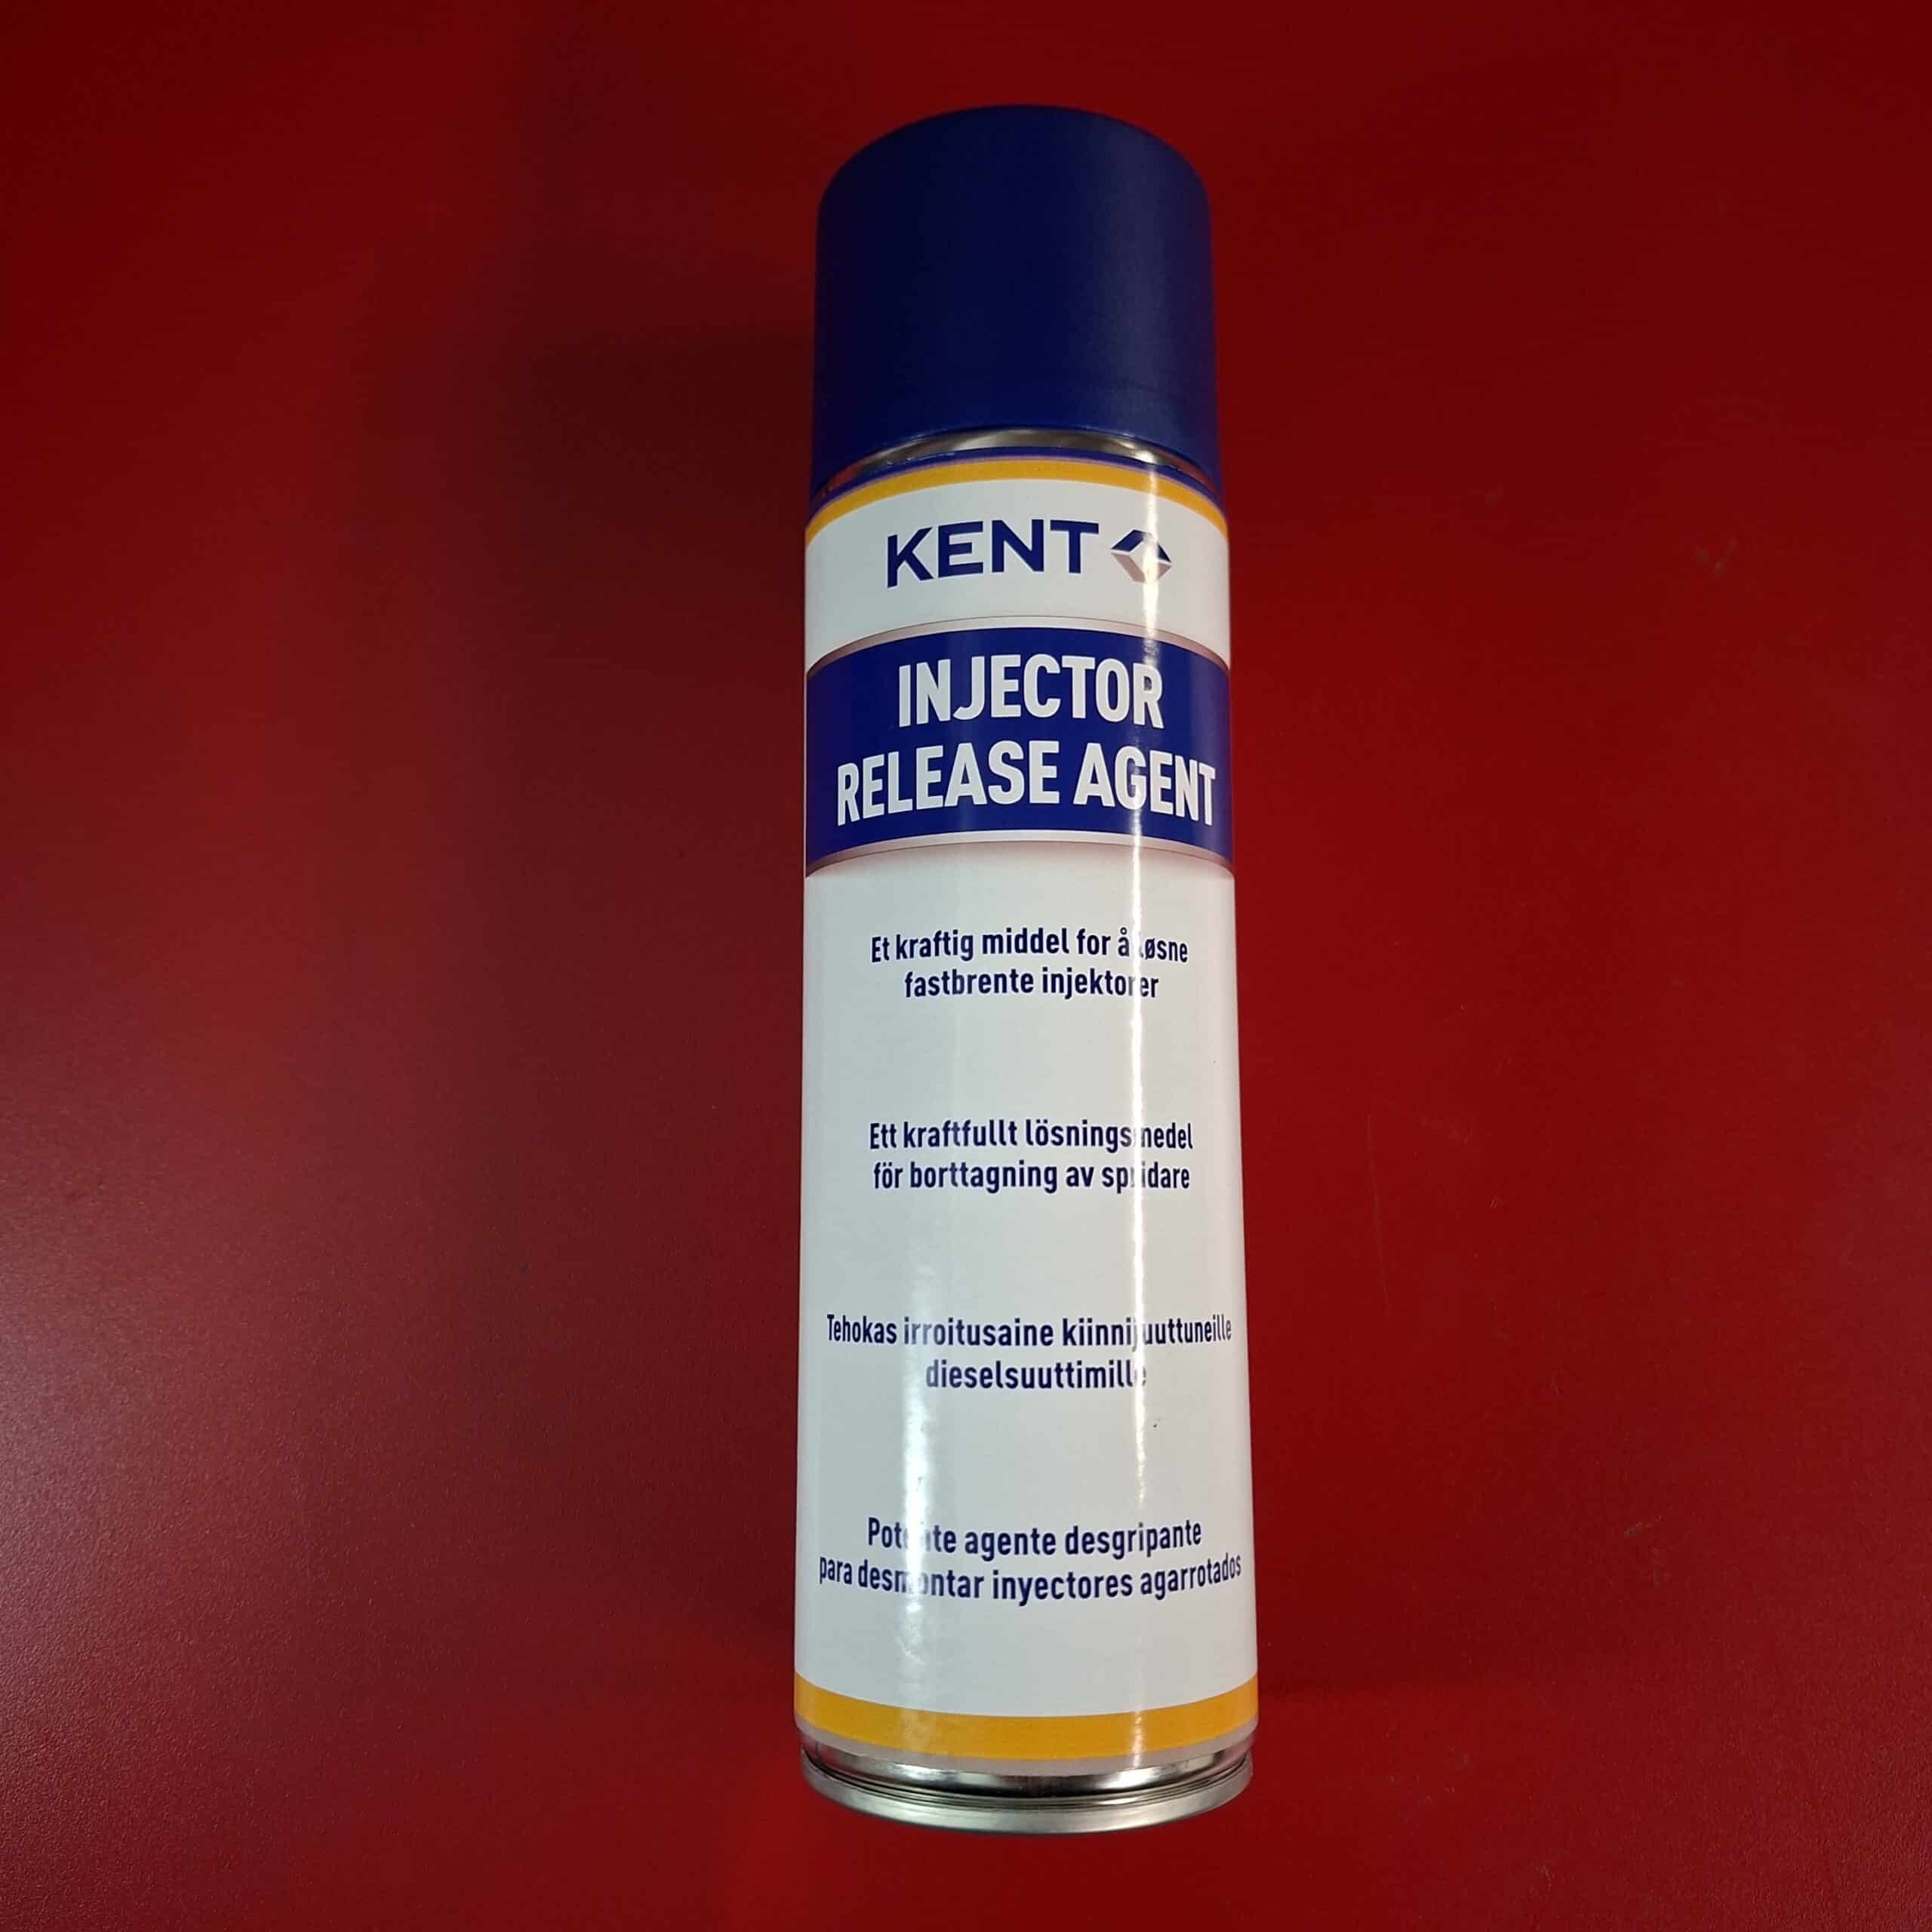 KENT
INJECTOR
RELEASE AGENT
Et kraftig middel for å løsne
fastbrente injektorer
Ett kraftfullt lösningsmedel
för borttagning av spridare
Tehokas irroitusaine kiinnijuuttuneille
dieselsuuttimille
Potente agente desgripante
para desmontar inyectores agarrotados